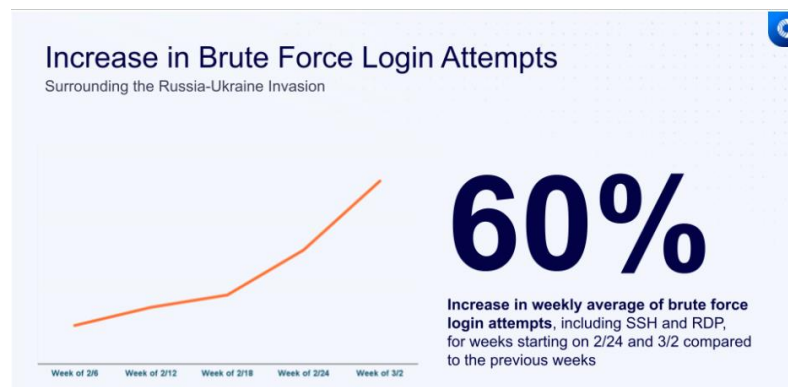 Increase in Brute Force Login Attempts
Surrounding the Russia-Ukraine Invasion
60%
Increase in weekly average of brute force
login attempts, including SSH and RDP,
for weeks starting on 2/24 and 3/2 compared
to the previous weeks
Week of 2/6 Week of 2/12 Week of 2/18 Week of 2/24 Week of 3/2